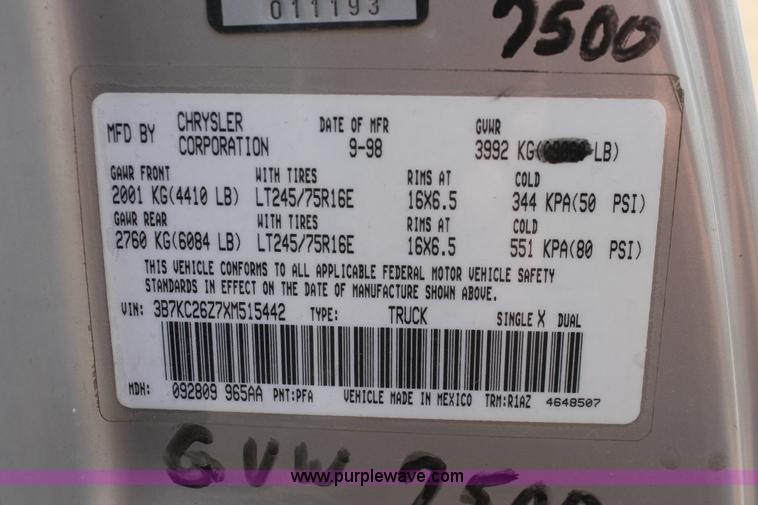 011193
7500
MFD BY CHRYSLER CORPORATION DATE OF MFR 9-98 GVWR 3992 KG( LB)
GAWR FRONT WITH TIRES RIMS AT COLD
2001 KG(4410 LB) LT245/75R16E 16X6.5 344 KPA(50 PSI)
GAWR REAR WITH TIRES RIMS AT COLD
2760 KG(6084 LB) LT245/75R16E 16X6.5 551 KPA(80 PSI)
THIS VEHICLE CONFORMS TO ALL APPLICABLE FEDERAL MOTOR VEHICLE SAFETY
STANDARDS IN EFFECT ON THE DATE OF MANUFACTURE SHOWN ABOVE.
VIN: 3B7KC26Z7XM515442 TYPE: TRUCK SINGLE X DUAL
MDH: 092809 965AA PNT:PFA VEHICLE MADE IN MEXICO TRM:R1AZ 4648507
GVW 7500
www.purplewave.com